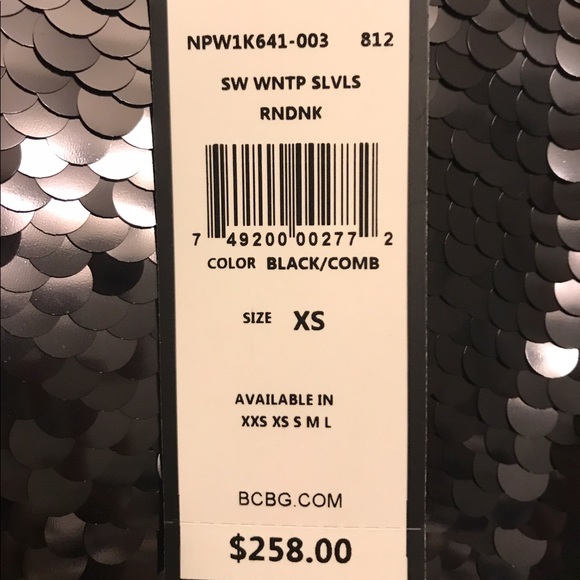 NPW1K641-003 812
SW WNTP SLVLS
RNDNK
7 49200 00277 2
COLOR BLACK/COMB
SIZE XS
AVAILABLE IN
XXS XS S M L
BCBG.COM
$258.00